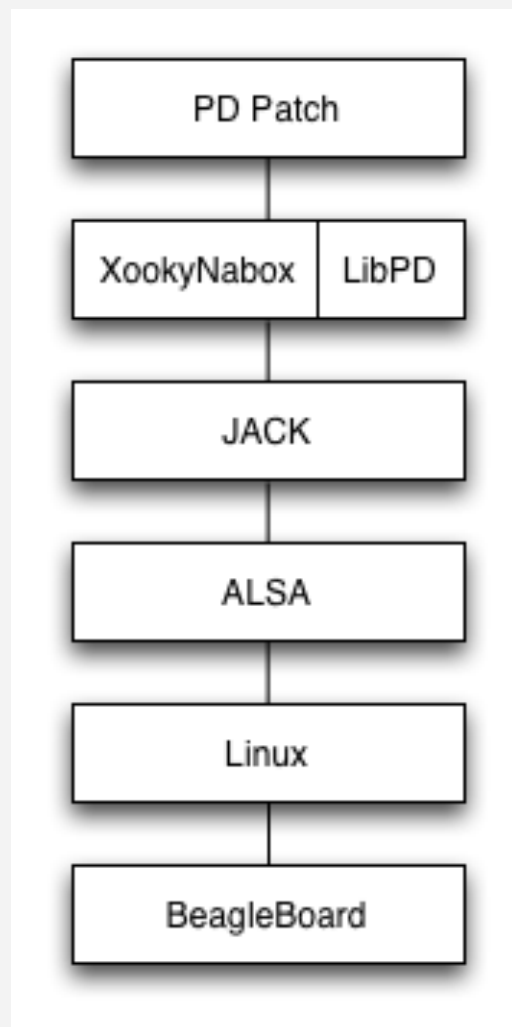 PD Patch
XookyNabox LibPD
JACK
ALSA
Linux
BeagleBoard